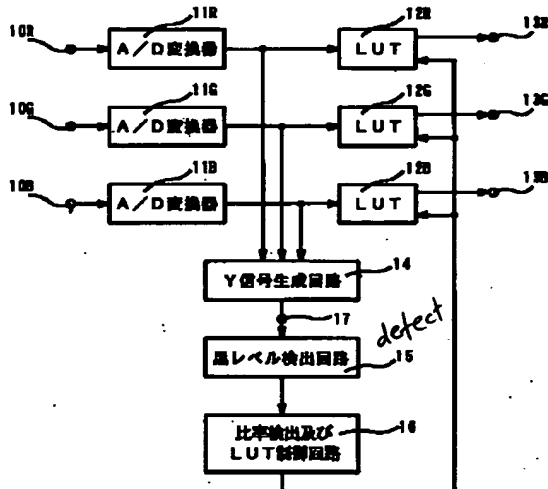 10R
11R
A/D変換器
12R
LUT
13R
10G
11G
A/D変換器
12G
LUT
13G
10B
11B
A/D変換器
12B
LUT
13B
Y信号生成回路
14
17
detect
黒レベル検出回路
15
比率検出及び
LUT制御回路
16